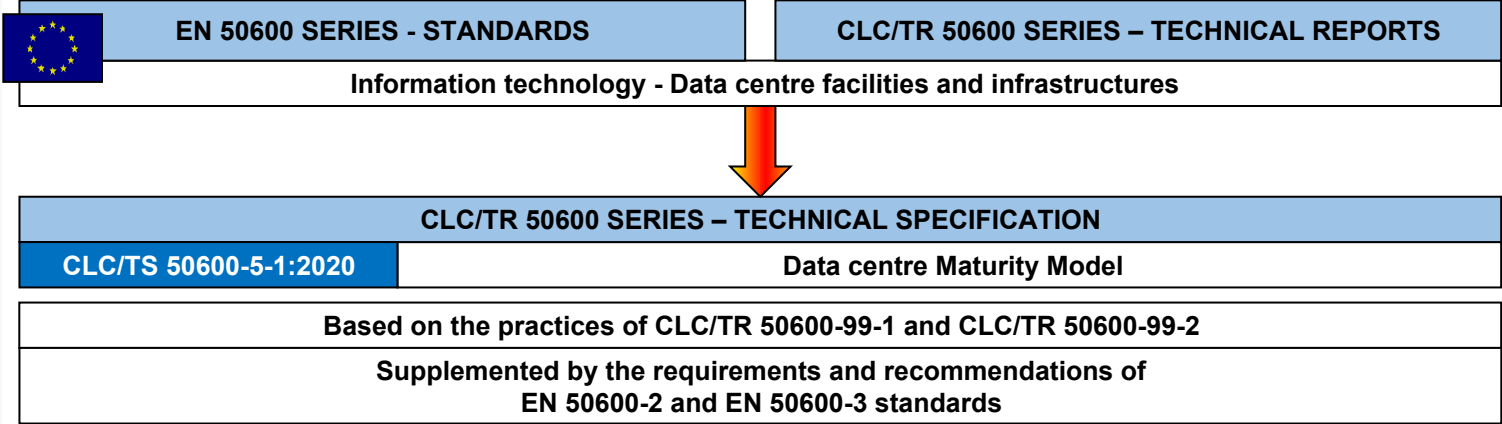 EN 50600 SERIES - STANDARDS
CLC/TR 50600 SERIES – TECHNICAL REPORTS
Information technology - Data centre facilities and infrastructures
CLC/TR 50600 SERIES – TECHNICAL SPECIFICATION
CLC/TS 50600-5-1:2020
Data centre Maturity Model
Based on the practices of CLC/TR 50600-99-1 and CLC/TR 50600-99-2
Supplemented by the requirements and recommendations of
EN 50600-2 and EN 50600-3 standards